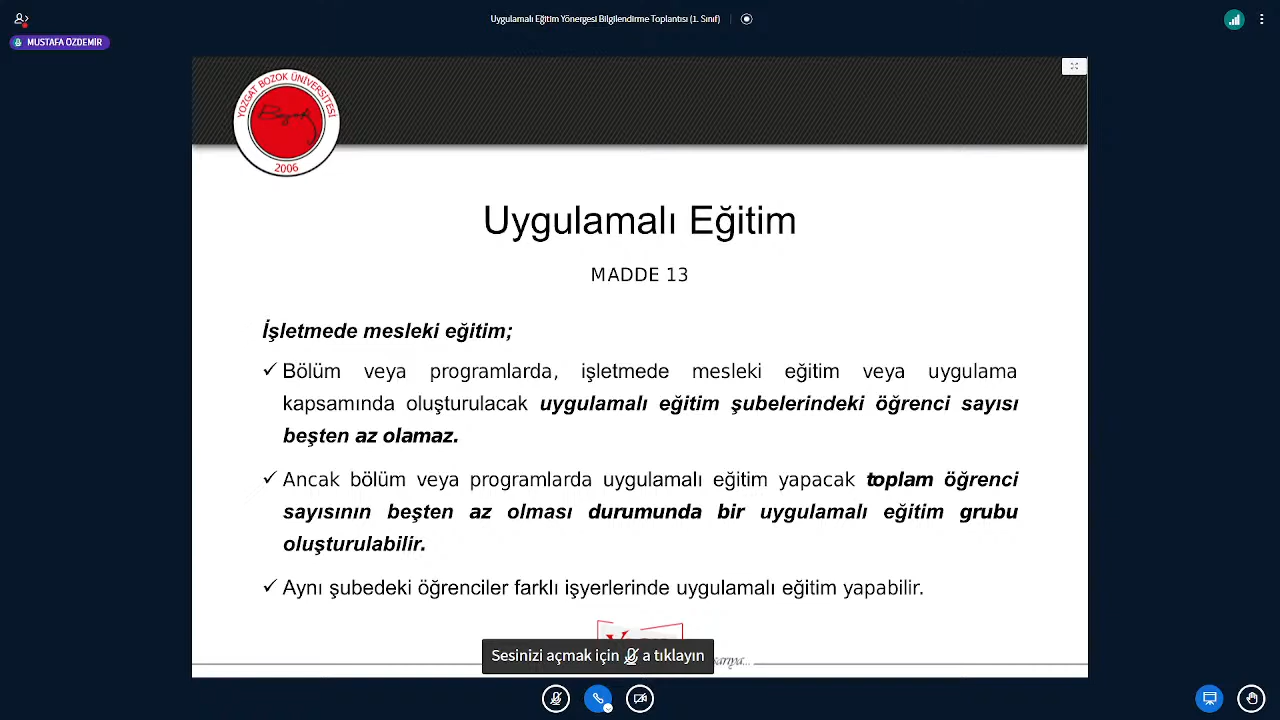 Uygulamalı Eğitim Yönergesi Bilgilendirme Toplantısı (1. Sınıf)
MUSTAFA OZDEMIR
YOZGAT BOZOK ÜNİVERSİTESİ
Bozok
2006
Uygulamalı Eğitim
MADDE 13
İşletmede mesleki eğitim;
✓ Bölüm veya programlarda, işletmede mesleki eğitim veya uygulama
kapsamında oluşturulacak uygulamalı eğitim şubelerindeki öğrenci sayısı
beşten az olamaz.
✓ Ancak bölüm veya programlarda uygulamalı eğitim yapacak toplam öğrenci
sayısının beşten az olması durumunda bir uygulamalı eğitim grubu
oluşturulabilir.
✓ Aynı şubedeki öğrenciler farklı işyerlerinde uygulamalı eğitim yapabilir.
Sesinizi açmak için a tıklayın